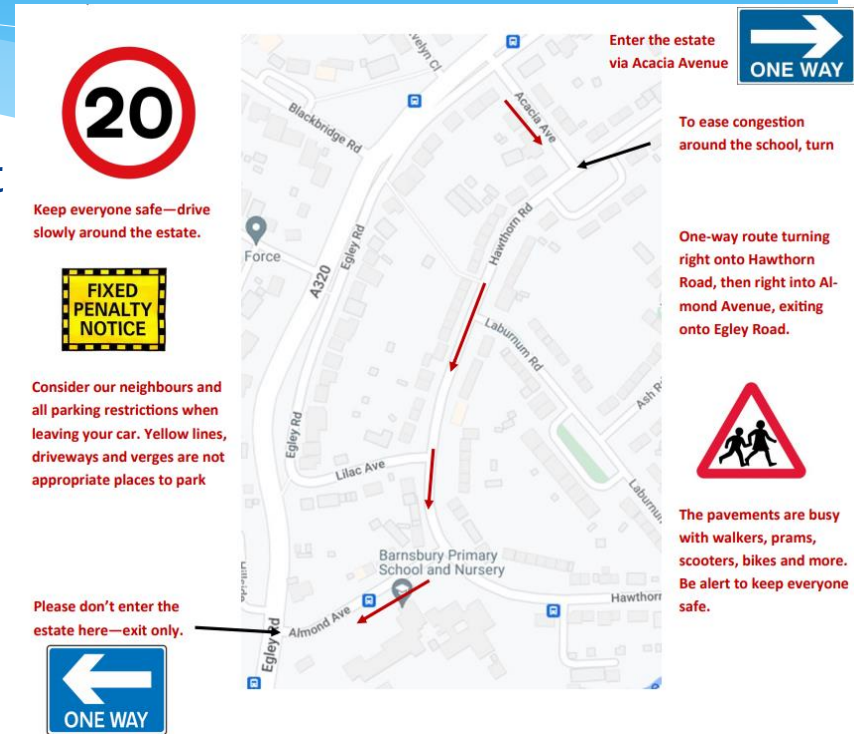 Enter the estate
via Acacia Avenue
ONE WAY
20
To ease congestion
around the school, turn
Keep everyone safe—drive
slowly around the estate.
One-way route turning
right onto Hawthorn
Road, then right into Al-
mond Avenue, exiting
onto Egley Road.
FIXED
PENALTY
NOTICE
Consider our neighbours and
all parking restrictions when
leaving your car. Yellow lines,
driveways and verges are not
appropriate places to park
The pavements are busy
with walkers, prams,
scooters, bikes and more.
Be alert to keep everyone
safe.
Please don't enter the
estate here—exit only.
ONE WAY
Blackbridge Rd
Acacia Ave
Force
A320
Egley Rd
Hawthorn Rd
Laburnum Rd
Egley Rd
Lilac Ave
Barnsbury Primary
School and Nursery
Almond Ave
Egley Rd
Hawthorn